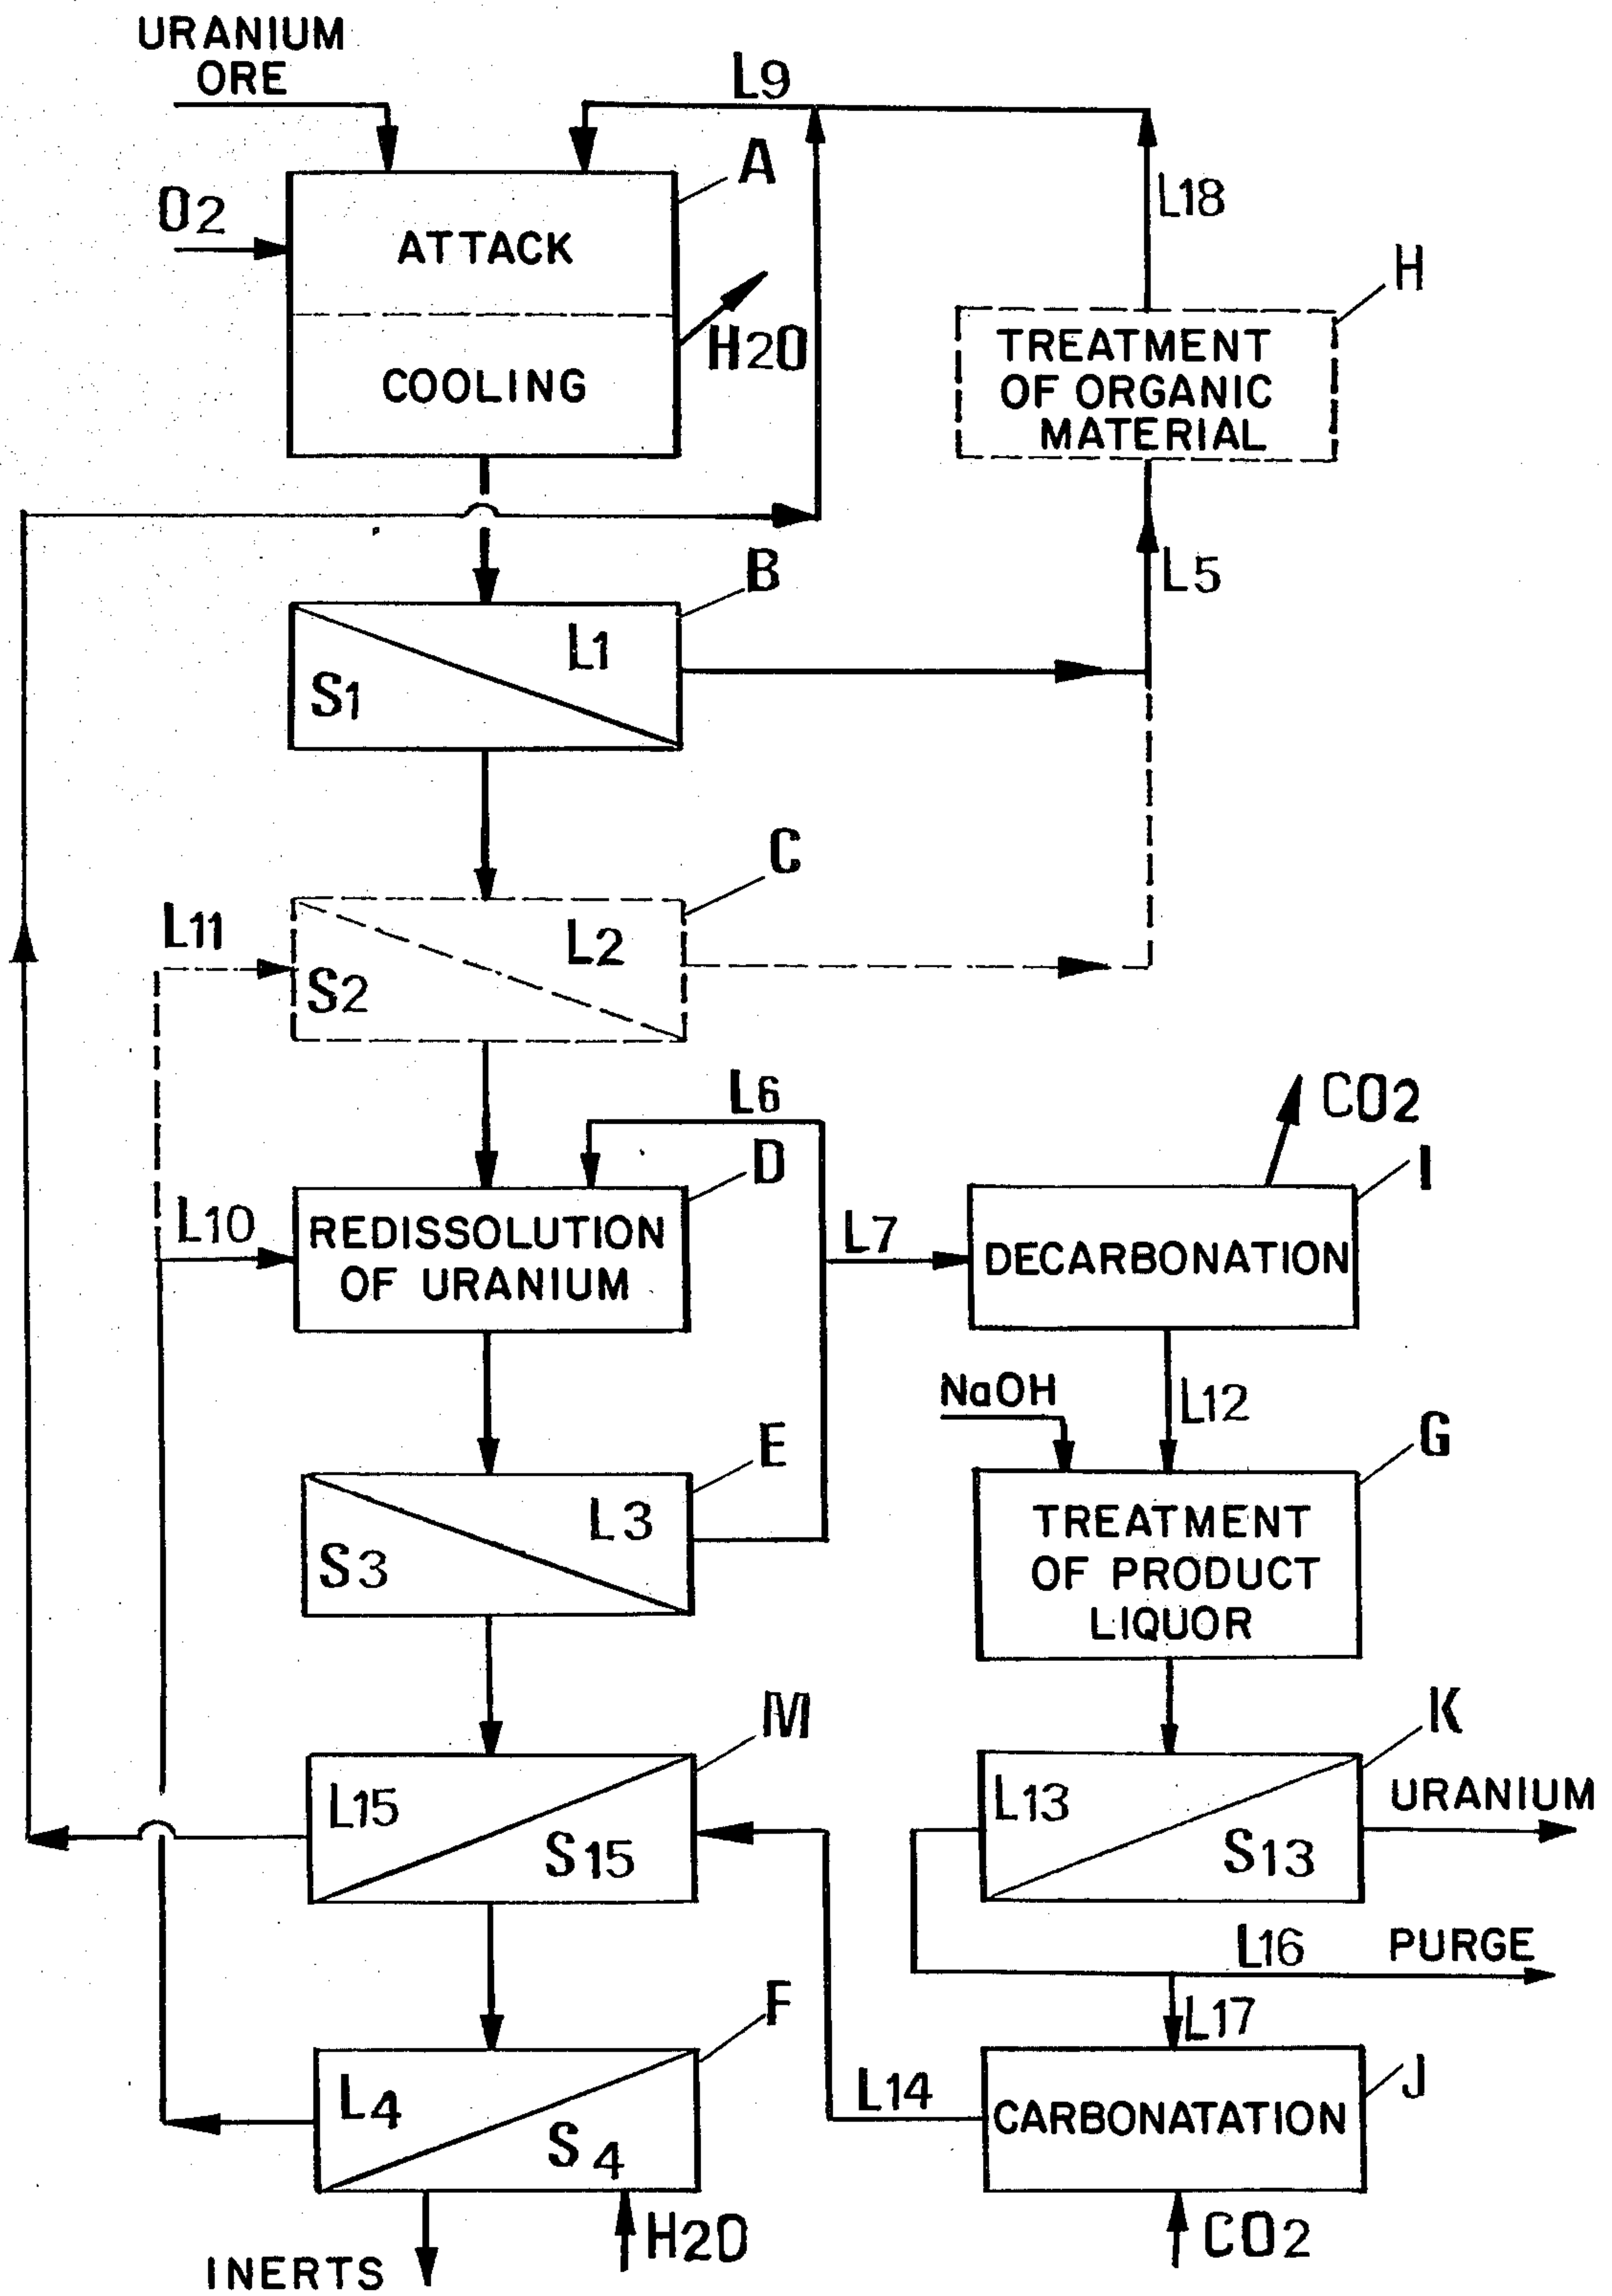 URANIUM
ORE
L9
A
O2
ATTACK
L18
H
H2O
COOLING
TREATMENT
OF ORGANIC
MATERIAL
B
L5
L1
S1
C
L11
L2
S2
L6
CO2
D
I
L10
REDISSOLUTION
OF URANIUM
L7
DECARBONATION
NaOH
L12
E
G
L3
S3
TREATMENT
OF PRODUCT
LIQUOR
M
K
L15
S15
L13
S13
URANIUM
L16
PURGE
F
L17
J
L4
S4
L14
CARBONATATION
H2O
CO2
INERTS